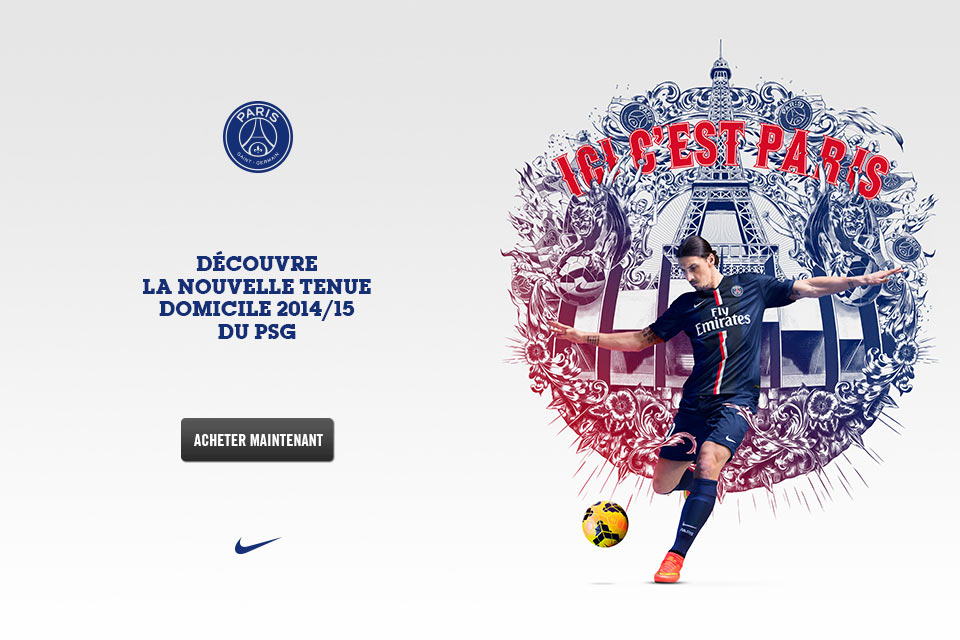 PARIS
SAINT-GERMAIN
DÉCOUVRE
LA NOUVELLE TENUE
DOMICILE 2014/15
DU PSG
ACHETER MAINTENANT
ICI C'EST PARIS
Fly
Emirates